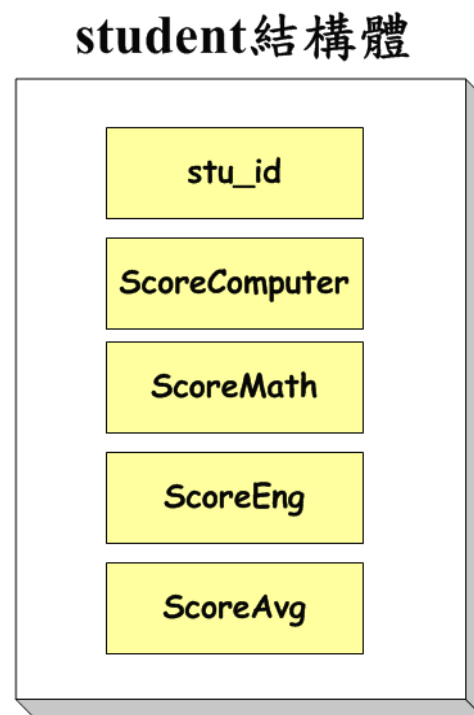 student結構體
stu_id
ScoreComputer
ScoreMath
ScoreEng
ScoreAvg